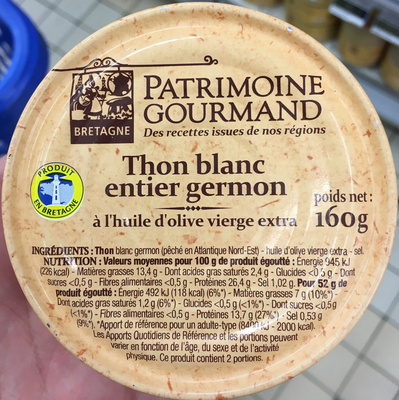 PATRIMOINE
GOURMAND
BRETAGNE
Des recettes issues de nos régions
Thon blanc
entier germon
PRODUIT
EN BRETAGNE
à l'huile d'olive vierge extra
poids net :
160g
INGRÉDIENTS : Thon blanc germon (pêché en Atlantique Nord-Est) - huile d'olive vierge extra - sel.
NUTRITION : Valeurs moyennes pour 100 g de produit égoutté : Energie 945 kJ
(226 kcal) - Matières grasses 13,4 g - Dont acides gras saturés 2,4 g - Glucides <0,5 g - Dont
sucres <0,5 g - Fibres alimentaires <0,5 g - Protéines 26,4 g - Sel 1,02 g. Pour 52 g de
produit égoutté : Energie 492 kJ (118 kcal) (6%*) - Matières grasses 7 g (10%*) -
Dont acides gras saturés 1,2 g (6%*) - Glucides <0,5 g (<1%*) - Dont sucres <0,5 g
(<1%*) - Fibres alimentaires <0,5 g - Protéines 13,7 g (27%*) - Sel 0,53 g
(9%*). *Apport de référence pour un adulte-type (8400 kJ - 2000 kcal).
Les Apports Quotidiens de Référence et les portions peuvent
varier en fonction de l'âge, du sexe et de l'activité
physique. Ce produit contient 2 portions.